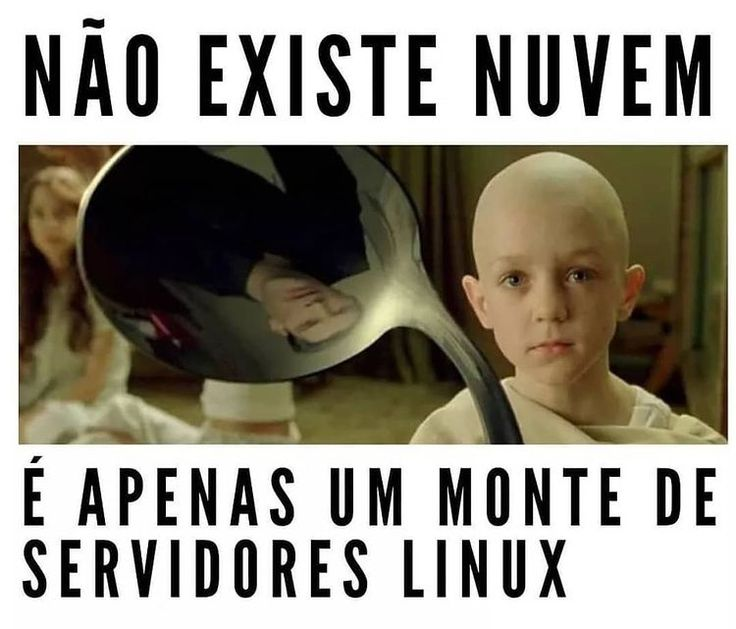 NÃO EXISTE NUVEM
É APENAS UM MONTE DE
SERVIDORES LINUX